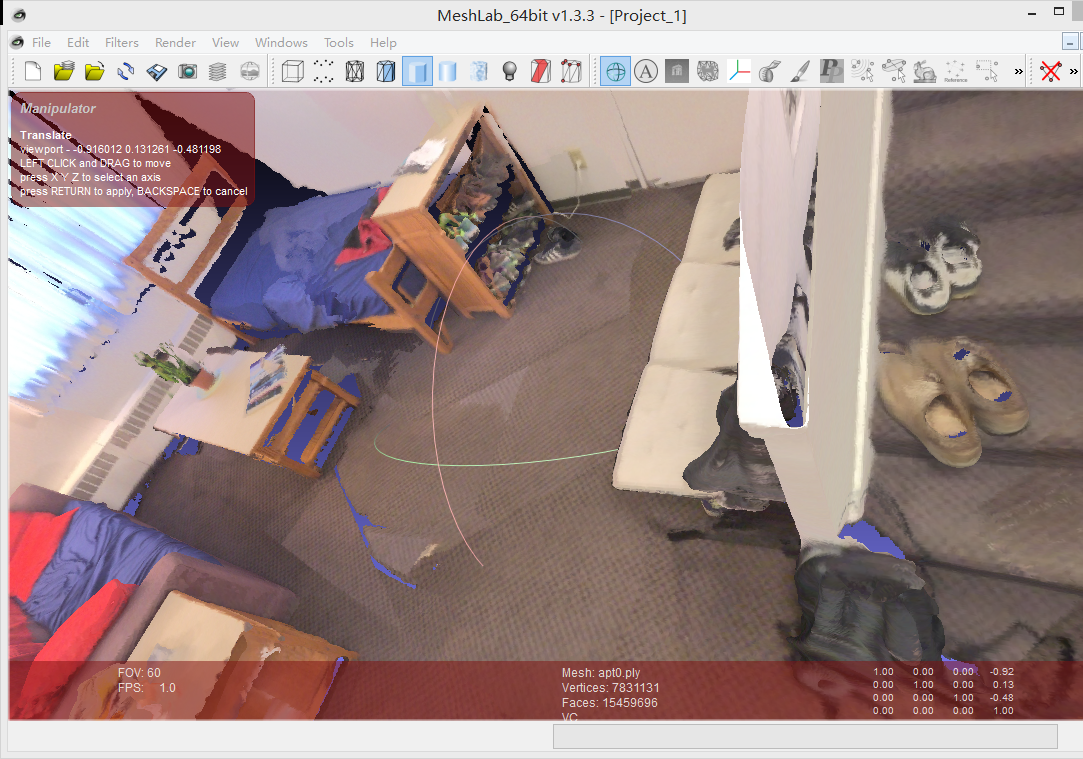 MeshLab_64bit v1.3.3 - [Project_1]
File Edit Filters Render View Windows Tools Help
A
P
Reference
»
»
Manipulator
Translate
viewport - -0.916012 0.131261 -0.481198
LEFT CLICK and DRAG to move
press X Y Z to select an axis
press RETURN to apply, BACKSPACE to cancel
FOV: 60
FPS: 1.0
Mesh: apt0.ply
Vertices: 7831131
Faces: 15459696
VC
1.00 0.00 0.00 -0.92
0.00 1.00 0.00 0.13
0.00 0.00 1.00 -0.48
0.00 0.00 0.00 1.00